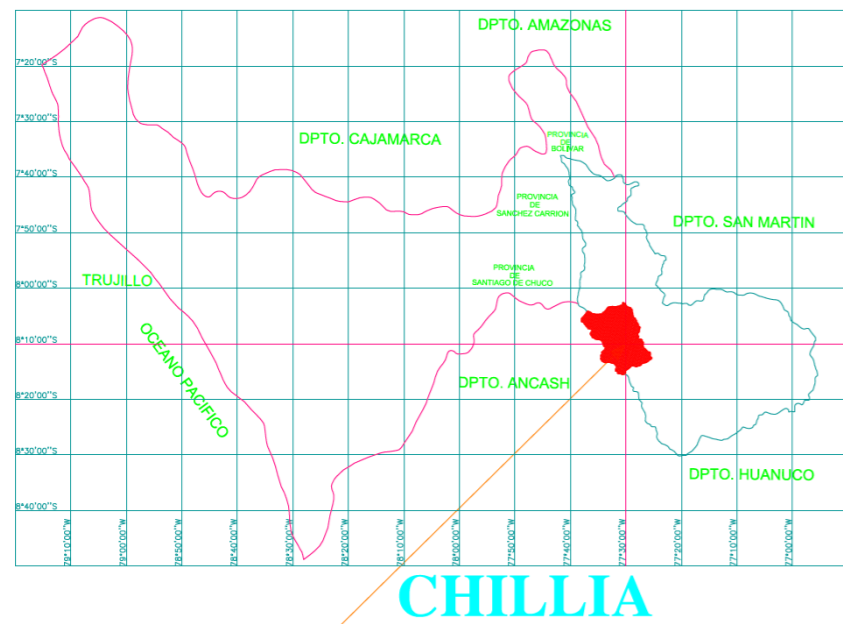 DPTO. AMAZONAS
7°20'00''S
7°30'00''S
DPTO. CAJAMARCA
PROVINCIA
DE
BOLIVAR
7°40'00''S
PROVINCIA
DE
SANCHEZ CARRION
DPTO. SAN MARTIN
7°50'00''S
PROVINCIA
DE
SANTIAGO DE CHUCO
TRUJILLO
8°00'00''S
OCEANO PACIFICO
8°10'00''S
DPTO. ANCASH
8°20'00''S
8°30'00''S
DPTO. HUANUCO
8°40'00''S
79°10'00''W
79°00'00''W
78°50'00''W
78°40'00''W
78°30'00''W
78°20'00''W
78°10'00''W
78°00'00''W
77°50'00''W
77°40'00''W
77°30'00''W
77°20'00''W
77°10'00''W
77°00'00''W
CHILLIA